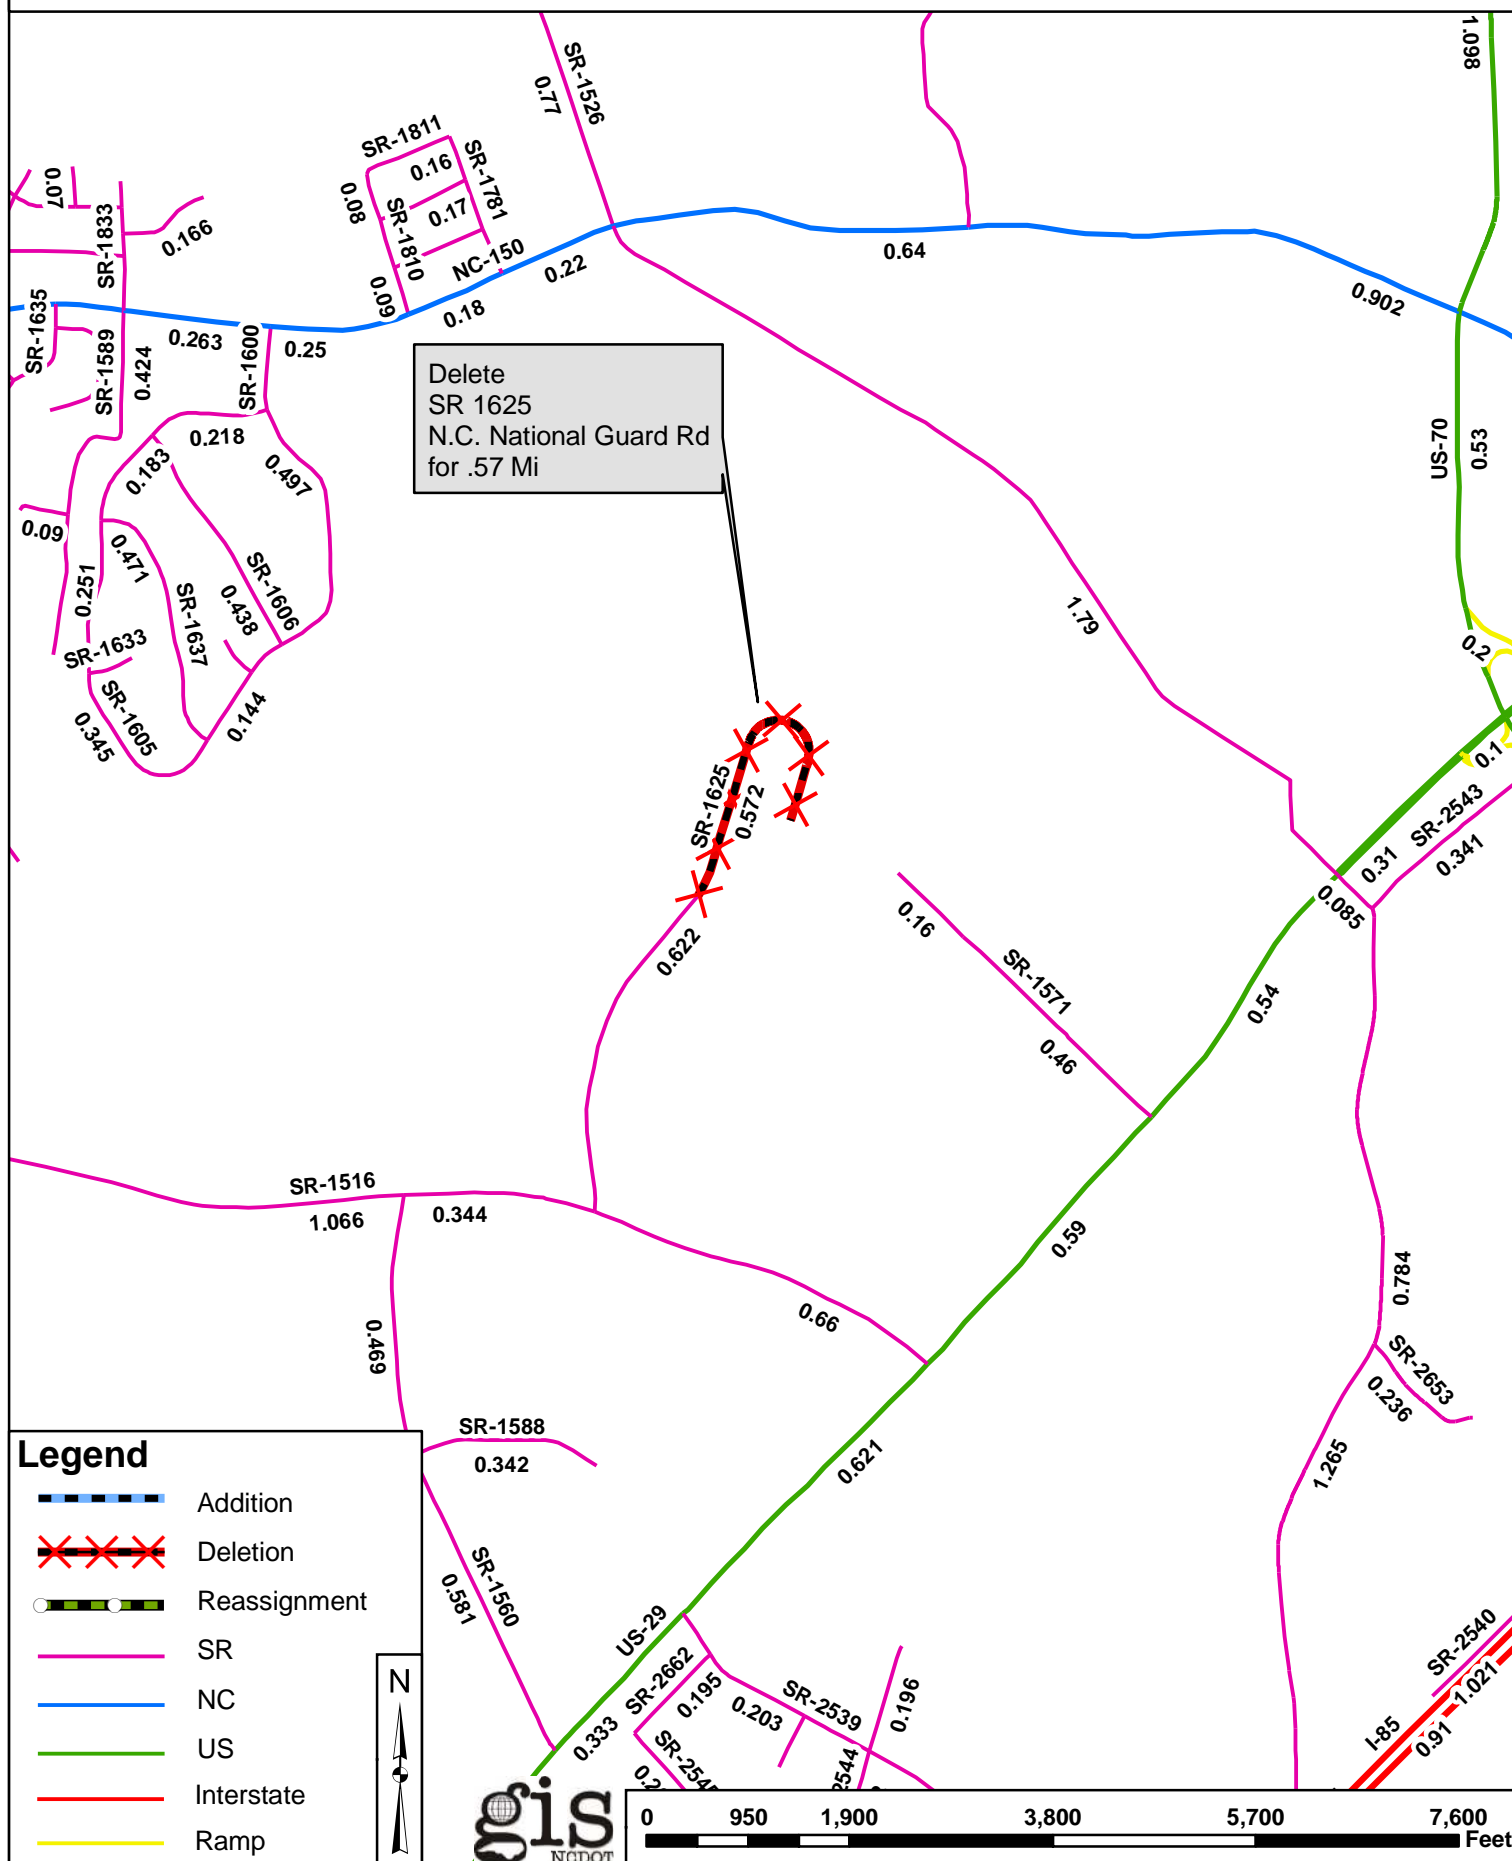 1.098
SR-1526
0.77
SR-1811
0.16
SR-1781
0.08
SR-1810
0.17
0.07
SR-1833
0.166
NC-150
0.22
0.64
0.09
0.18
0.902
SR-1635
SR-1589
0.424
0.263
SR-1600
0.25
Delete
SR 1625
N.C. National Guard Rd
for .57 Mi
US-70
0.53
0.218
0.183
0.497
0.09
0.471
0.251
SR-1637
0.438
SR-1606
SR-1633
SR-1605
0.345
0.144
1.79
0.2
0.1
SR-1625
0.572
SR-2543
0.341
0.31
0.085
0.622
0.16
SR-1571
0.46
0.54
SR-1516
1.066
0.344
0.59
0.66
0.784
0.469
SR-2653
0.236
SR-1588
0.342
0.621
1.265
SR-1560
0.581
US-29
SR-2662
0.195
0.333
0.203
SR-2539
0.196
2544
SR-2540
1.021
I-85
0.91
Legend
Addition
Deletion
Reassignment
SR
NC
US
Interstate
Ramp
N
gis
NCDOT
0 950 1,900 3,800 5,700 7,600
Feet